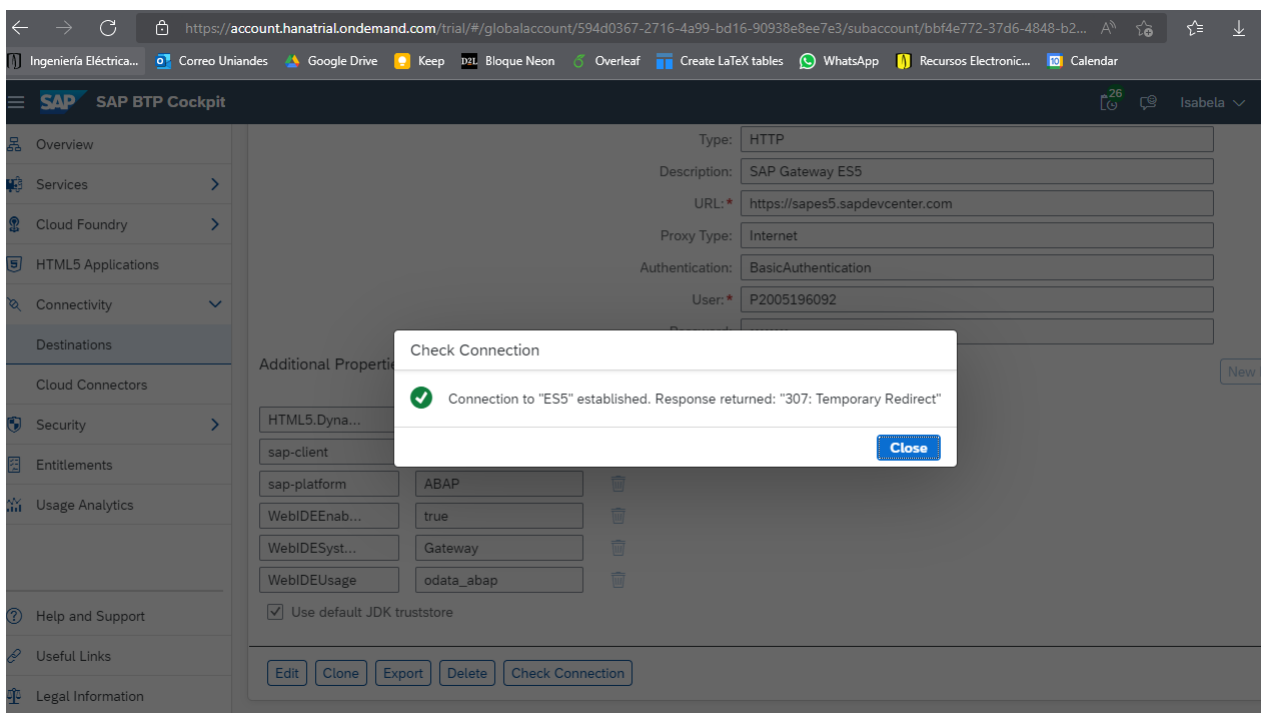 https://account.hanatrial.ondemand.com/trial/#/globalaccount/594d0367-2716-4a99-bd16-90938e8ee7e3/subaccount/bbf4e772-37d6-4848-b2...
Ingeniería Eléctrica... Correo Uniandes Google Drive Keep D2L Bloque Neon Overleaf Create LaTeX tables WhatsApp Recursos Electronic... 10 Calendar
SAP SAP BTP Cockpit 26 Isabela
Overview
Services
Cloud Foundry
HTML5 Applications
Connectivity
Destinations
Cloud Connectors
Security
Entitlements
Usage Analytics
Help and Support
Useful Links
Legal Information
Type: HTTP
Description: SAP Gateway ES5
URL:* https://sapes5.sapdevcenter.com
Proxy Type: Internet
Authentication: BasicAuthentication
User:* P2005196092
Additional Propertie
New
HTML5.Dyna...
sap-client
sap-platform ABAP
WebIDEEnab... true
WebIDESyst... Gateway
WebIDEUsage odata_abap
Use default JDK truststore
Edit Clone Export Delete Check Connection
Check Connection
Connection to "ES5" established. Response returned: "307: Temporary Redirect"
Close